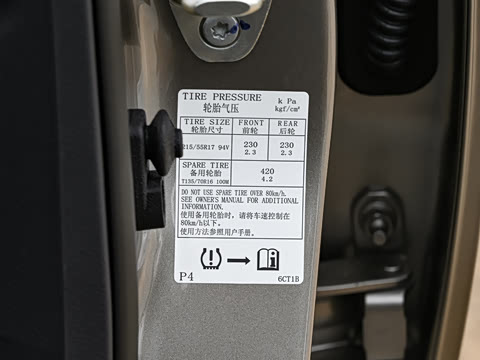 TIRE PRESSURE k Pa
轮胎气压 kgf/cm²
TIRE SIZE FRONT REAR
轮胎尺寸 前轮 后轮
215/55R17 94V 230 230
2.3 2.3
SPARE TIRE
备用轮胎 420
T135/70R16 100M 4.2
DO NOT USE SPARE TIRE OVER 80km/h.
SEE OWNER'S MANUAL FOR ADDITIONAL
INFORMATION.
使用备用轮胎时，请将车速控制在
80km/h以下。
使用方法参照用户手册。
P4 6CT1B